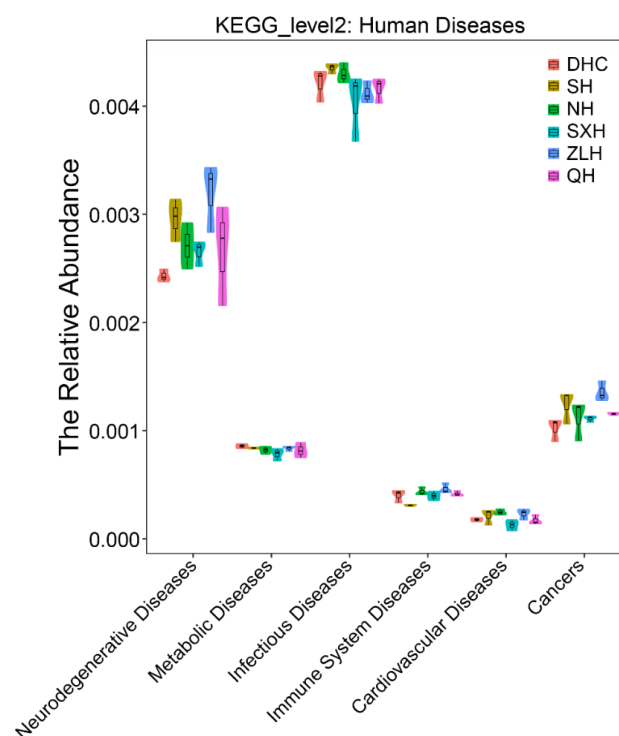 KEGG_level2: Human Diseases
DHC
SH
NH
SXH
ZLH
QH
The Relative Abundance
0.004
0.003
0.002
0.001
0.000
Neurodegenerative Diseases
Metabolic Diseases
Infectious Diseases
Immune System Diseases
Cardiovascular Diseases
Cancers